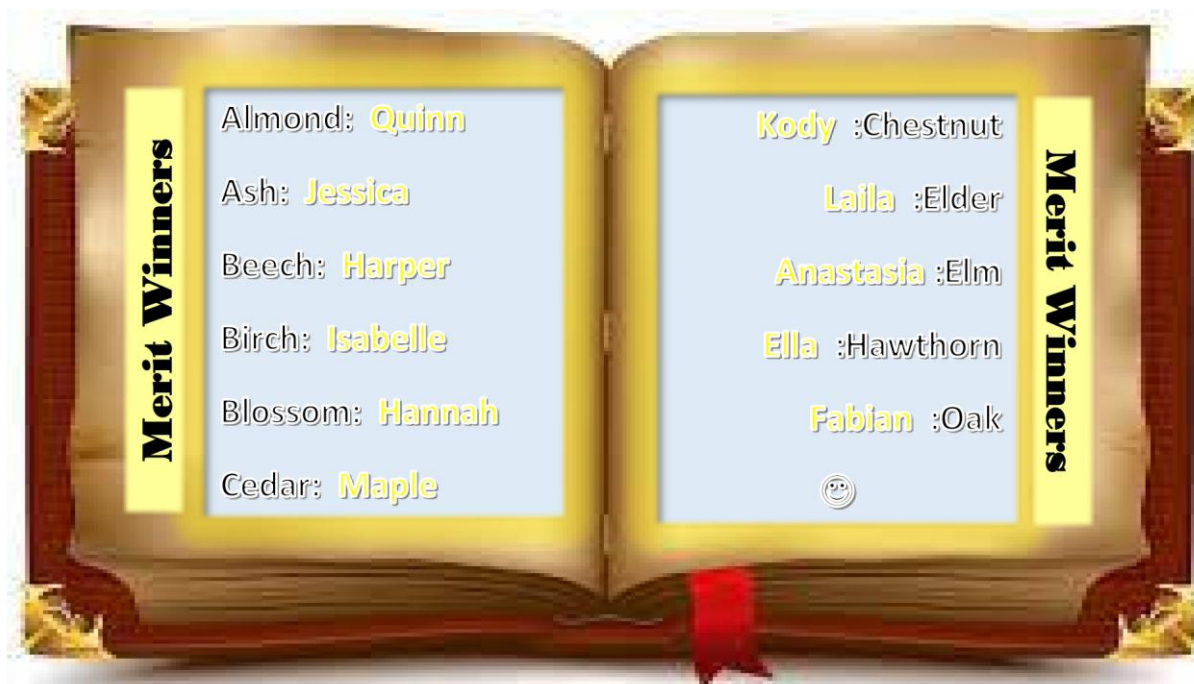 Merit Winners
Almond: Quinn
Ash: Jessica
Beech: Harper
Birch: Isabelle
Blossom: Hannah
Cedar: Maple
Kody :Chestnut
Laila :Elder
Anastasia :Elm
Ella :Hawthorn
Fabian :Oak
☺
Merit Winners